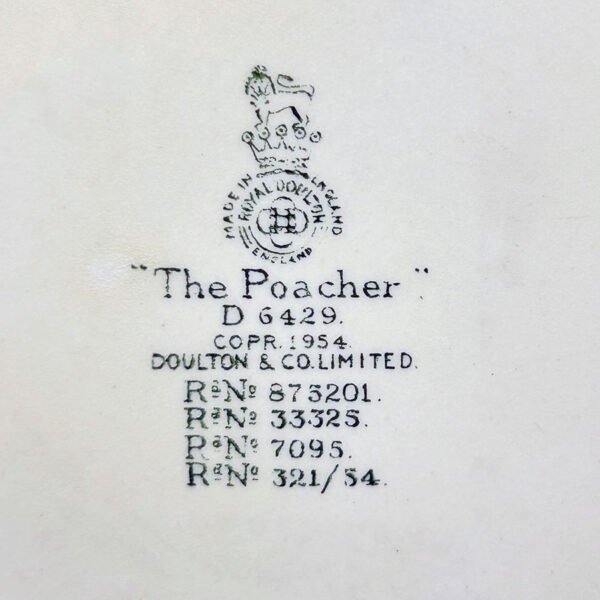 MADE IN ENGLAND
ROYAL DOULTON
ENGLAND
"The Poacher"
D 6429.
COPR. 1954.
DOULTON & CO. LIMITED.
Rᵈ Nº 875201.
Rᵈ Nº 33325.
Rᵈ Nº 7095.
Rᵈ Nº 321/54.